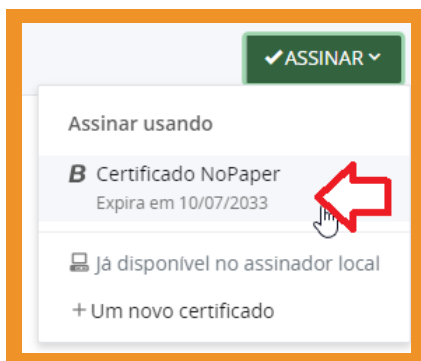 ASSINAR
Assinar usando
B Certificado NoPaper
Expira em 10/07/2033
Já disponível no assinador local
+ Um novo certificado